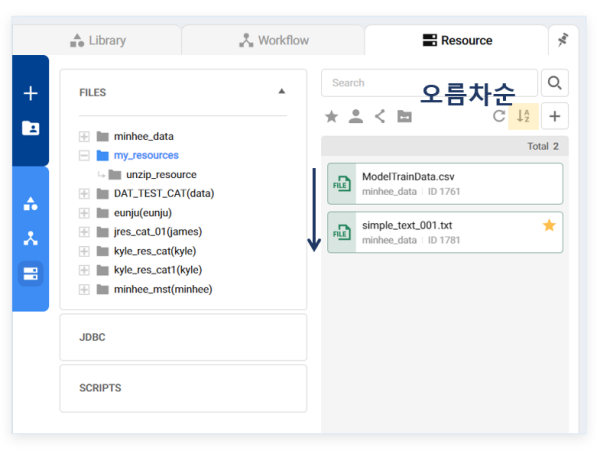 Library
Workflow
Resource
FILES
minhee_data
my_resources
unzip_resource
DAT_TEST_CAT(data)
eunju(eunju)
jres_cat_01(james)
kyle_res_cat(kyle)
kyle_res_cat1(kyle)
minhee_mst(minhee)
JDBC
SCRIPTS
Search
오름차순
Total 2
FILE
ModelTrainData.csv
minhee_data ID 1761
FILE
simple_text_001.txt
minhee_data ID 1781